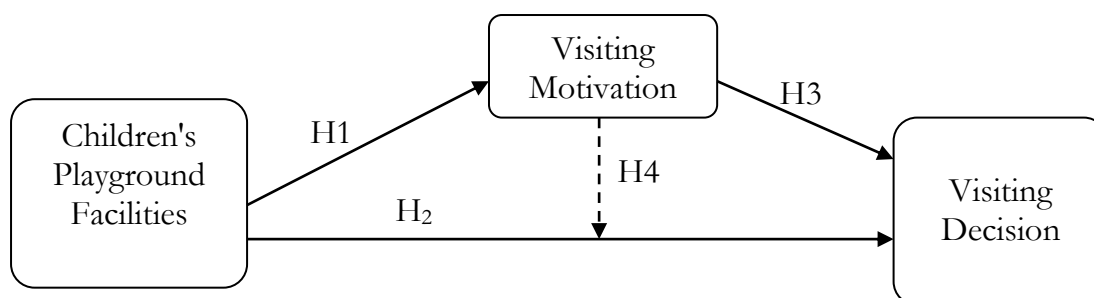 Visiting
Motivation
H3
Children's
Playground
Facilities
H1
H4
H₂
Visiting
Decision